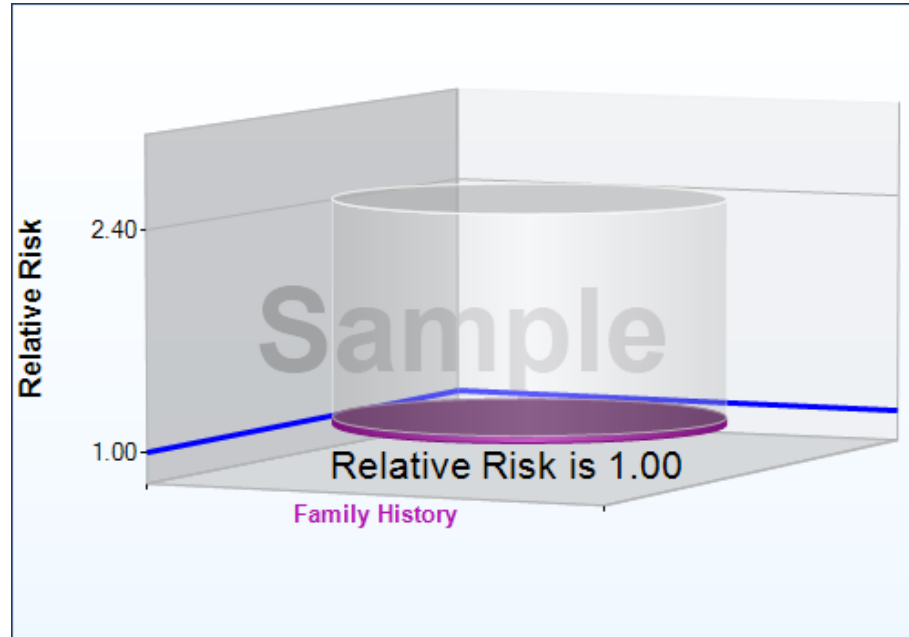 Relative Risk
2.40
Sample
1.00
Relative Risk is 1.00
Family History